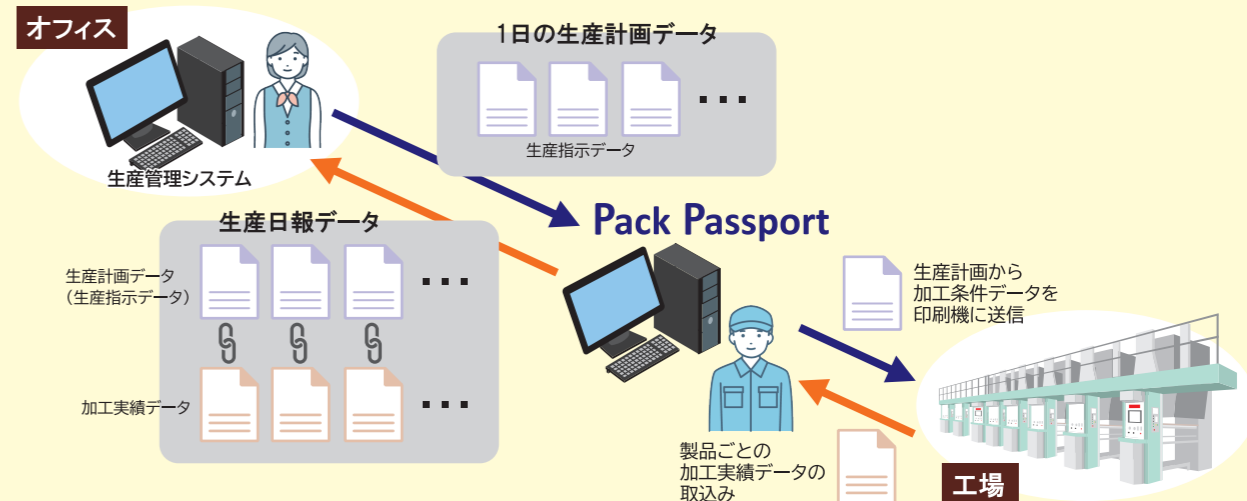 オフィス
1日の生産計画データ
生産指示データ
生産管理システム
Pack Passport
生産日報データ
生産計画データ
(生産指示データ)
加工実績データ
生産計画から
加工条件データを
印刷機に送信
製品ごとの
加工実績データの
取込み
工場